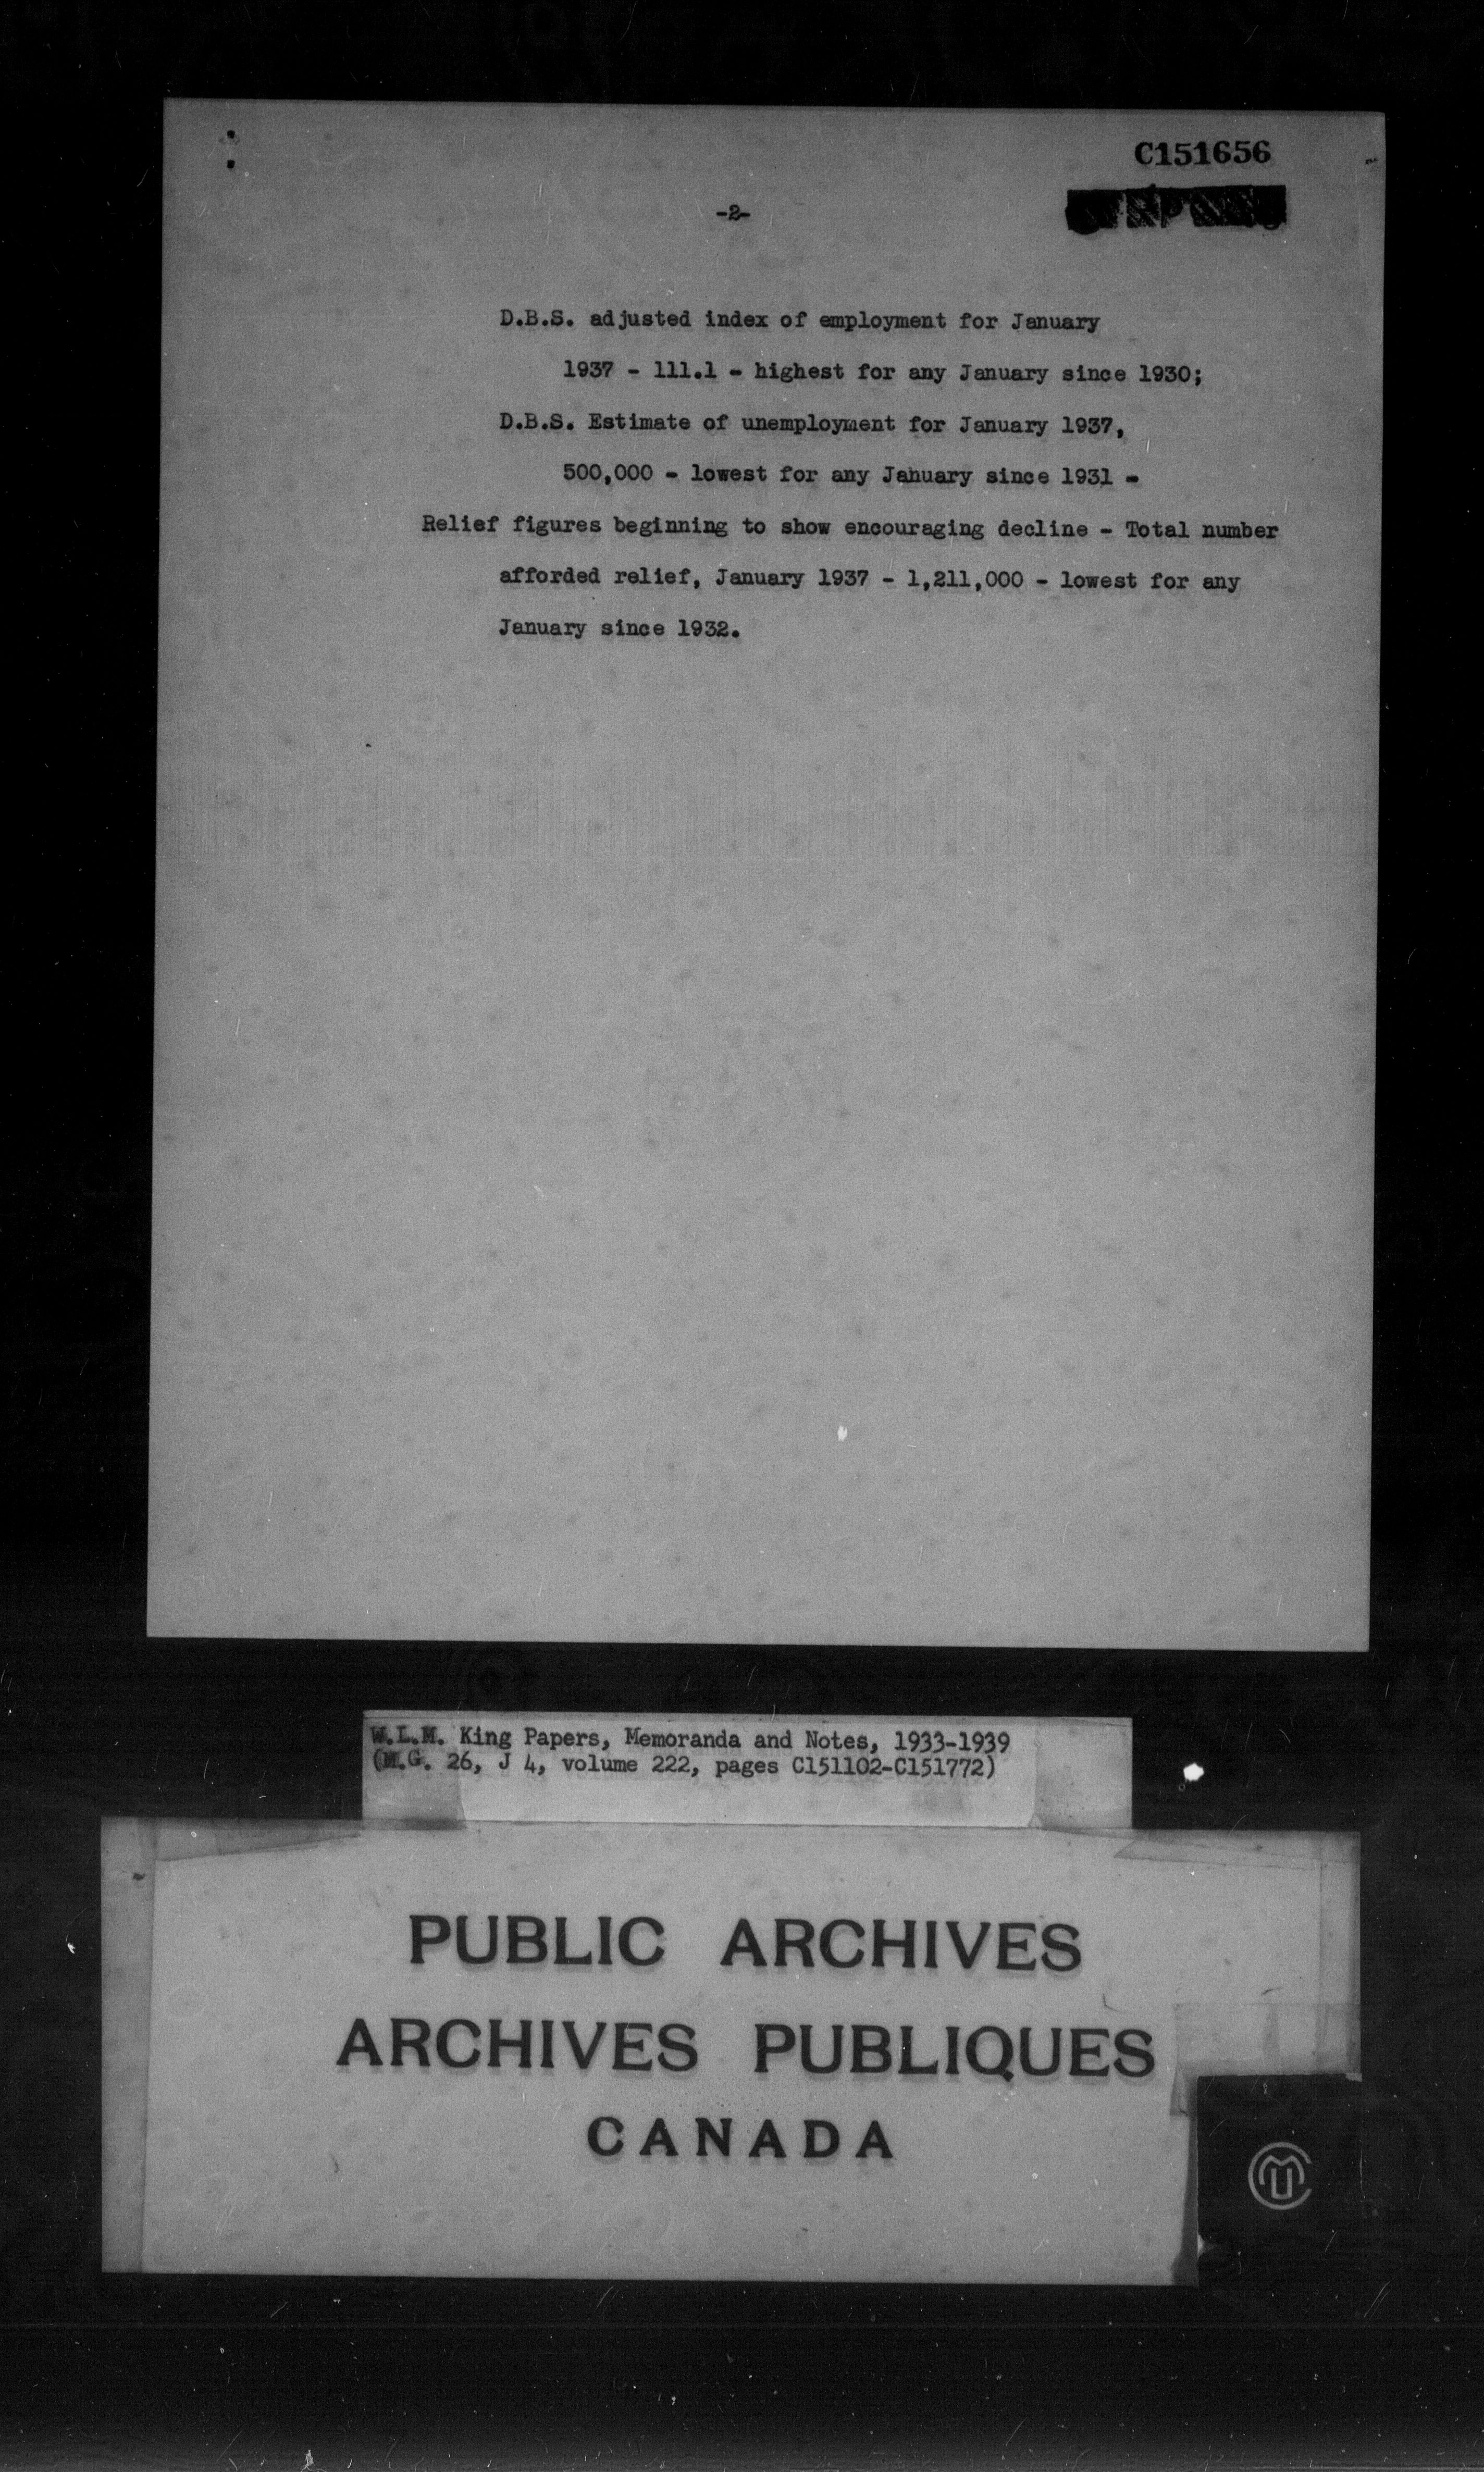 C151656
-2-
D.B.S. adjusted index of employment for January
1937 - 111.1 - highest for any January since 1930;
D.B.S. Estimate of unemployment for January 1937,
500,000 - lowest for any January since 1931 -
Relief figures beginning to show encouraging decline - Total number
afforded relief, January 1937 - 1,211,000 - lowest for any
January since 1932.
W.L.M. King Papers, Memoranda and Notes, 1933-1939
(M.G. 26, J 4, volume 222, pages C151102-C151772)
PUBLIC ARCHIVES
ARCHIVES PUBLIQUES
CANADA